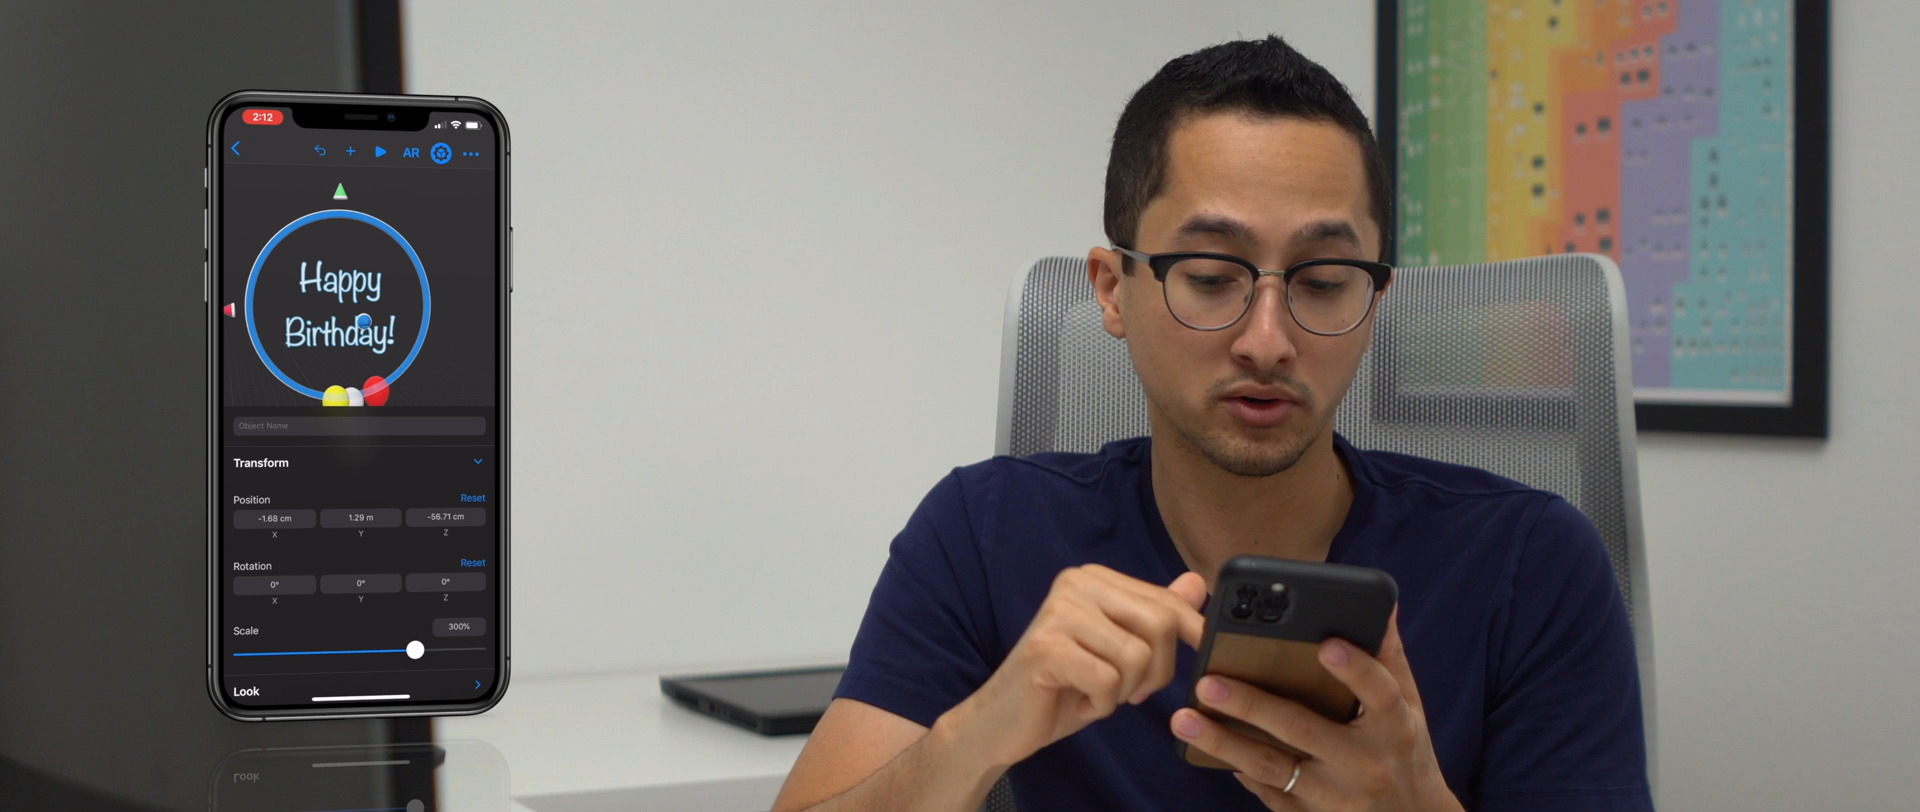 2:12
AR
Happy
Birthday!
Object Name
Transform
Position Reset
-1.68 cm 1.29 m -56.71 cm
X Y Z
Rotation Reset
0° 0° 0°
X Y Z
Scale 300%
Look
Look